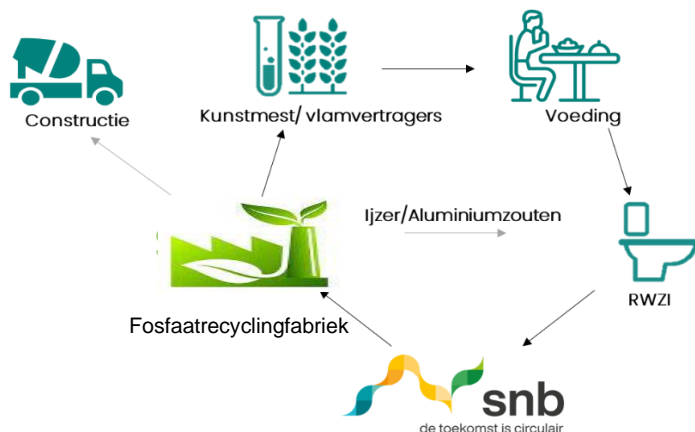 Constructie
Kunstmest/ vlamvertragers
Voeding
Ijzer/Aluminiumzouten
RWZI
Fosfaatrecyclingfabriek
snb
de toekomst is circulair